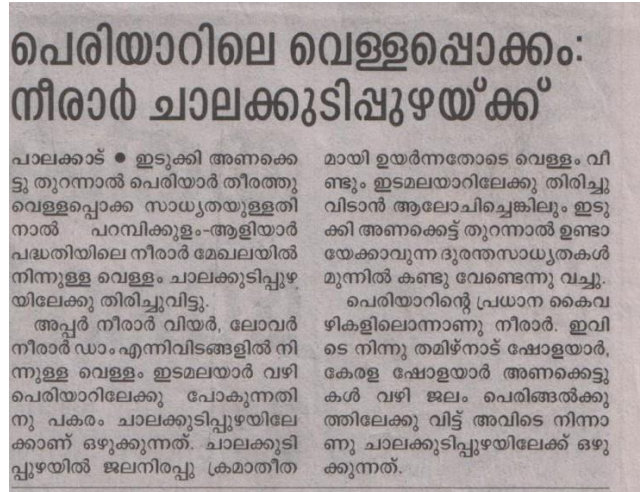 പെരിയാറിലെ വെള്ളപ്പൊക്കം:
നീരാർ ചാലക്കുടിപ്പുഴയ്ക്ക്
പാലക്കാട് ● ഇടുക്കി അണക്കെ
ട്ടു തുറന്നാൽ പെരിയാർ തീരത്തു
വെള്ളപ്പൊക്ക സാധ്യതയുള്ളതി
നാൽ പറമ്പിക്കുളം-ആളിയാർ
പദ്ധതിയിലെ നീരാർ മേഖലയിൽ
നിന്നുള്ള വെള്ളം ചാലക്കുടിപ്പുഴ
യിലേക്കു തിരിച്ചുവിട്ടു.
അപ്പർ നീരാർ വിയർ, ലോവർ
നീരാർ ഡാം എന്നിവിടങ്ങളിൽ നി
ന്നുള്ള വെള്ളം ഇടമലയാർ വഴി
പെരിയാറിലേക്കു പോകുന്നതി
നു പകരം ചാലക്കുടിപ്പുഴയിലേ
ക്കാണ് ഒഴുകുന്നത്. ചാലക്കുടി
പ്പുഴയിൽ ജലനിരപ്പു ക്രമാതീത
മായി ഉയർന്നതോടെ വെള്ളം വീ
ണ്ടും ഇടമലയാറിലേക്കു തിരിച്ചു
വിടാൻ ആലോചിച്ചെങ്കിലും ഇടു
ക്കി അണക്കെട്ട് തുറന്നാൽ ഉണ്ടാ
യേക്കാവുന്ന ദുരന്തസാധ്യതകൾ
മുന്നിൽ കണ്ടു വേണ്ടെന്നു വച്ചു.
പെരിയാറിന്റെ പ്രധാന കൈവ
ഴികളിലൊന്നാണു നീരാർ. ഇവി
ടെ നിന്നു തമിഴ്നാട് ഷോളയാർ,
കേരള ഷോളയാർ അണക്കെട്ടു
കൾ വഴി ജലം പെരിങ്ങൽക്കു
ത്തിലേക്കു വിട്ട് അവിടെ നിന്നാ
ണു ചാലക്കുടിപ്പുഴയിലേക്ക് ഒഴു
ക്കുന്നത്.